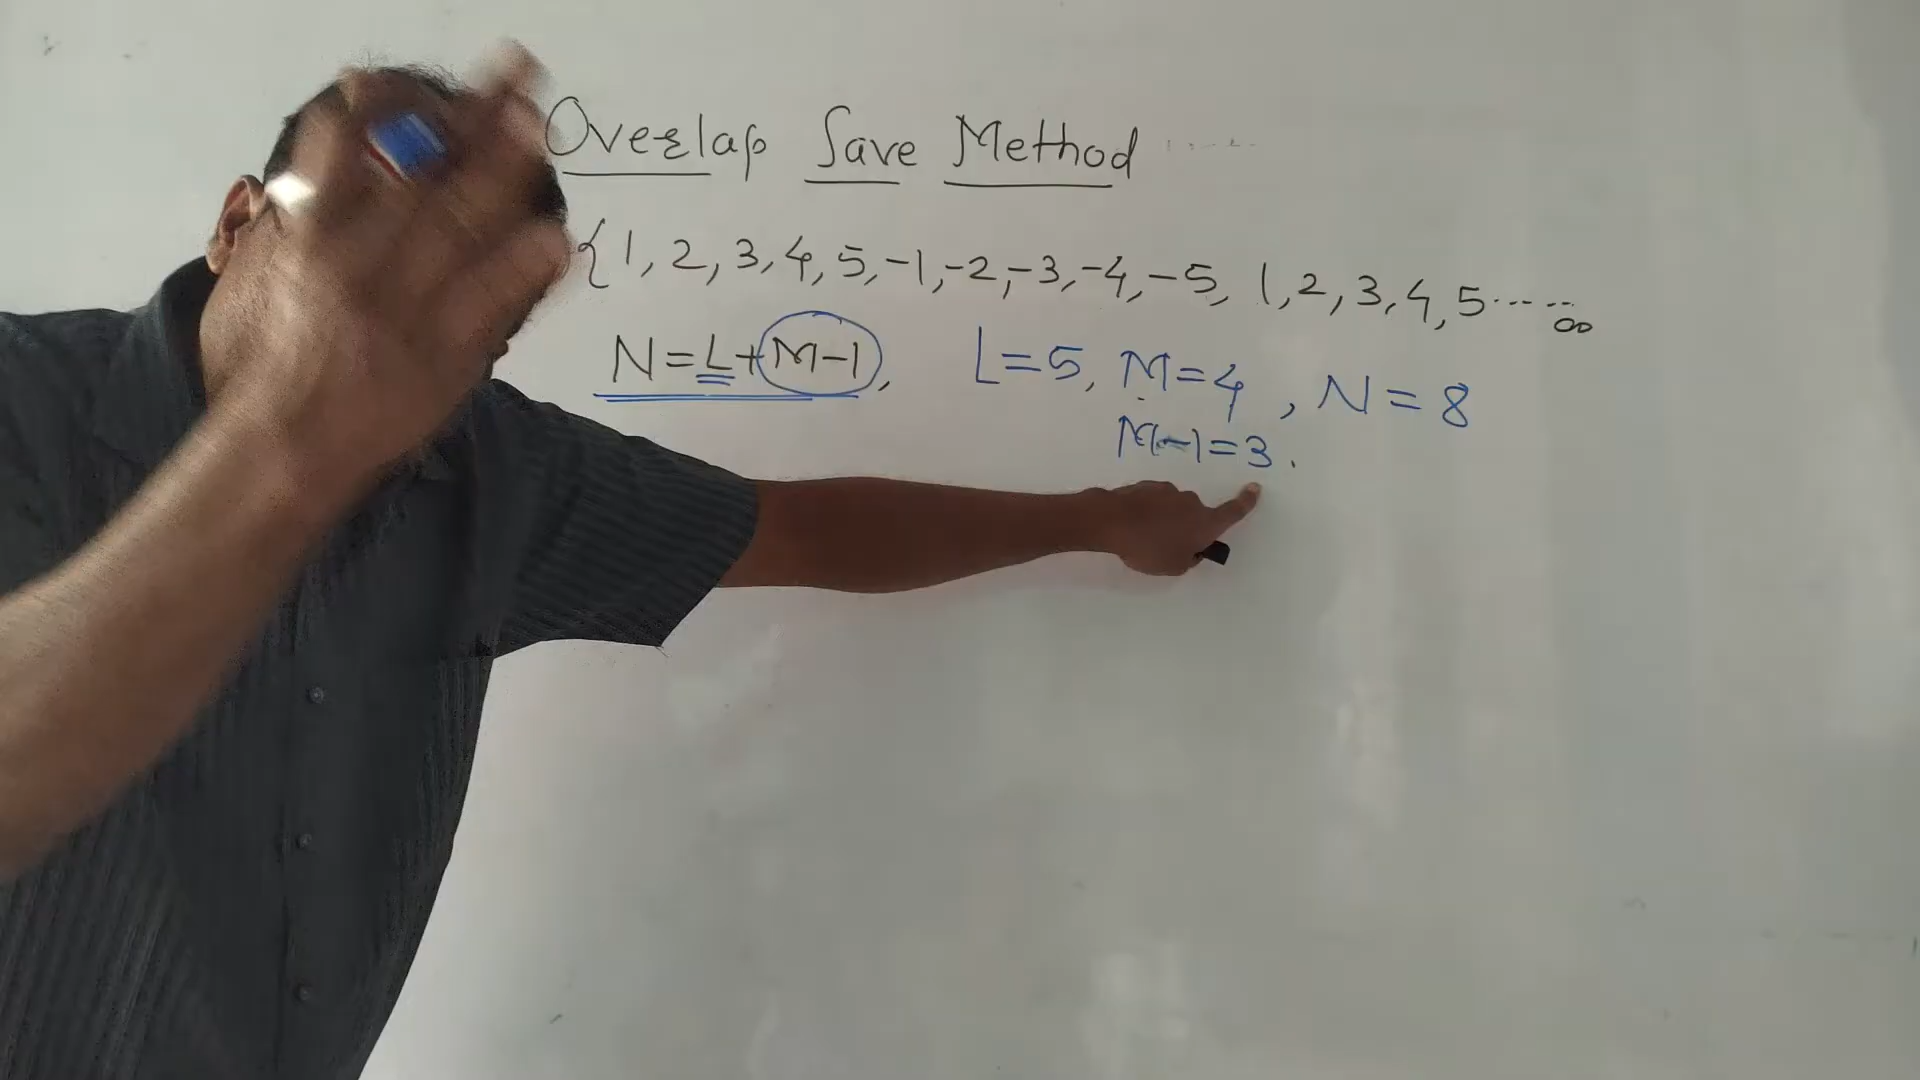 Overlap Save Method .....
{1, 2, 3, 4, 5, -1, -2, -3, -4, -5, 1, 2, 3, 4, 5 ...... ∞
N=L+M-1, L=5, M=4, N=8
M-1=3.